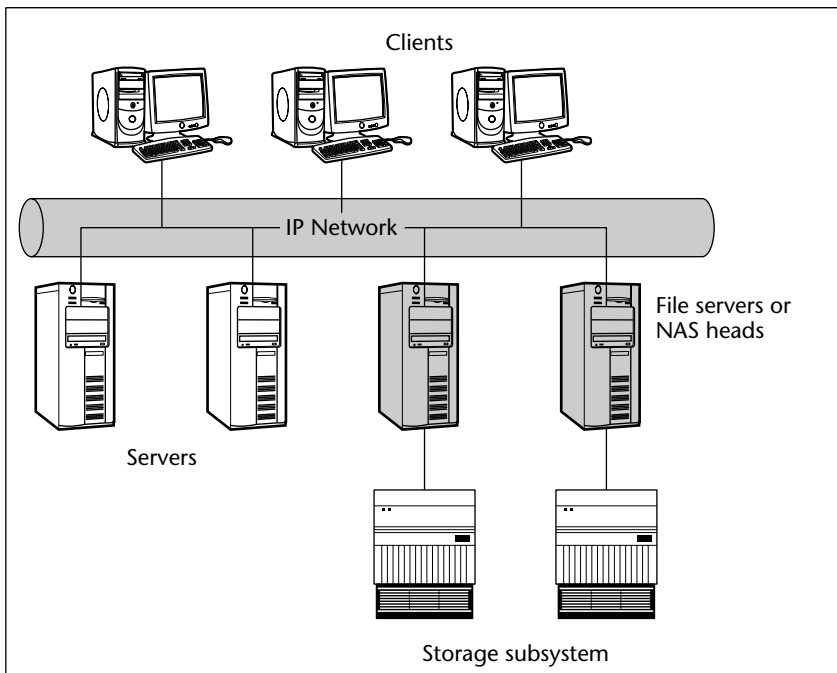 Clients
IP Network
File servers or
NAS heads
Servers
Storage subsystem